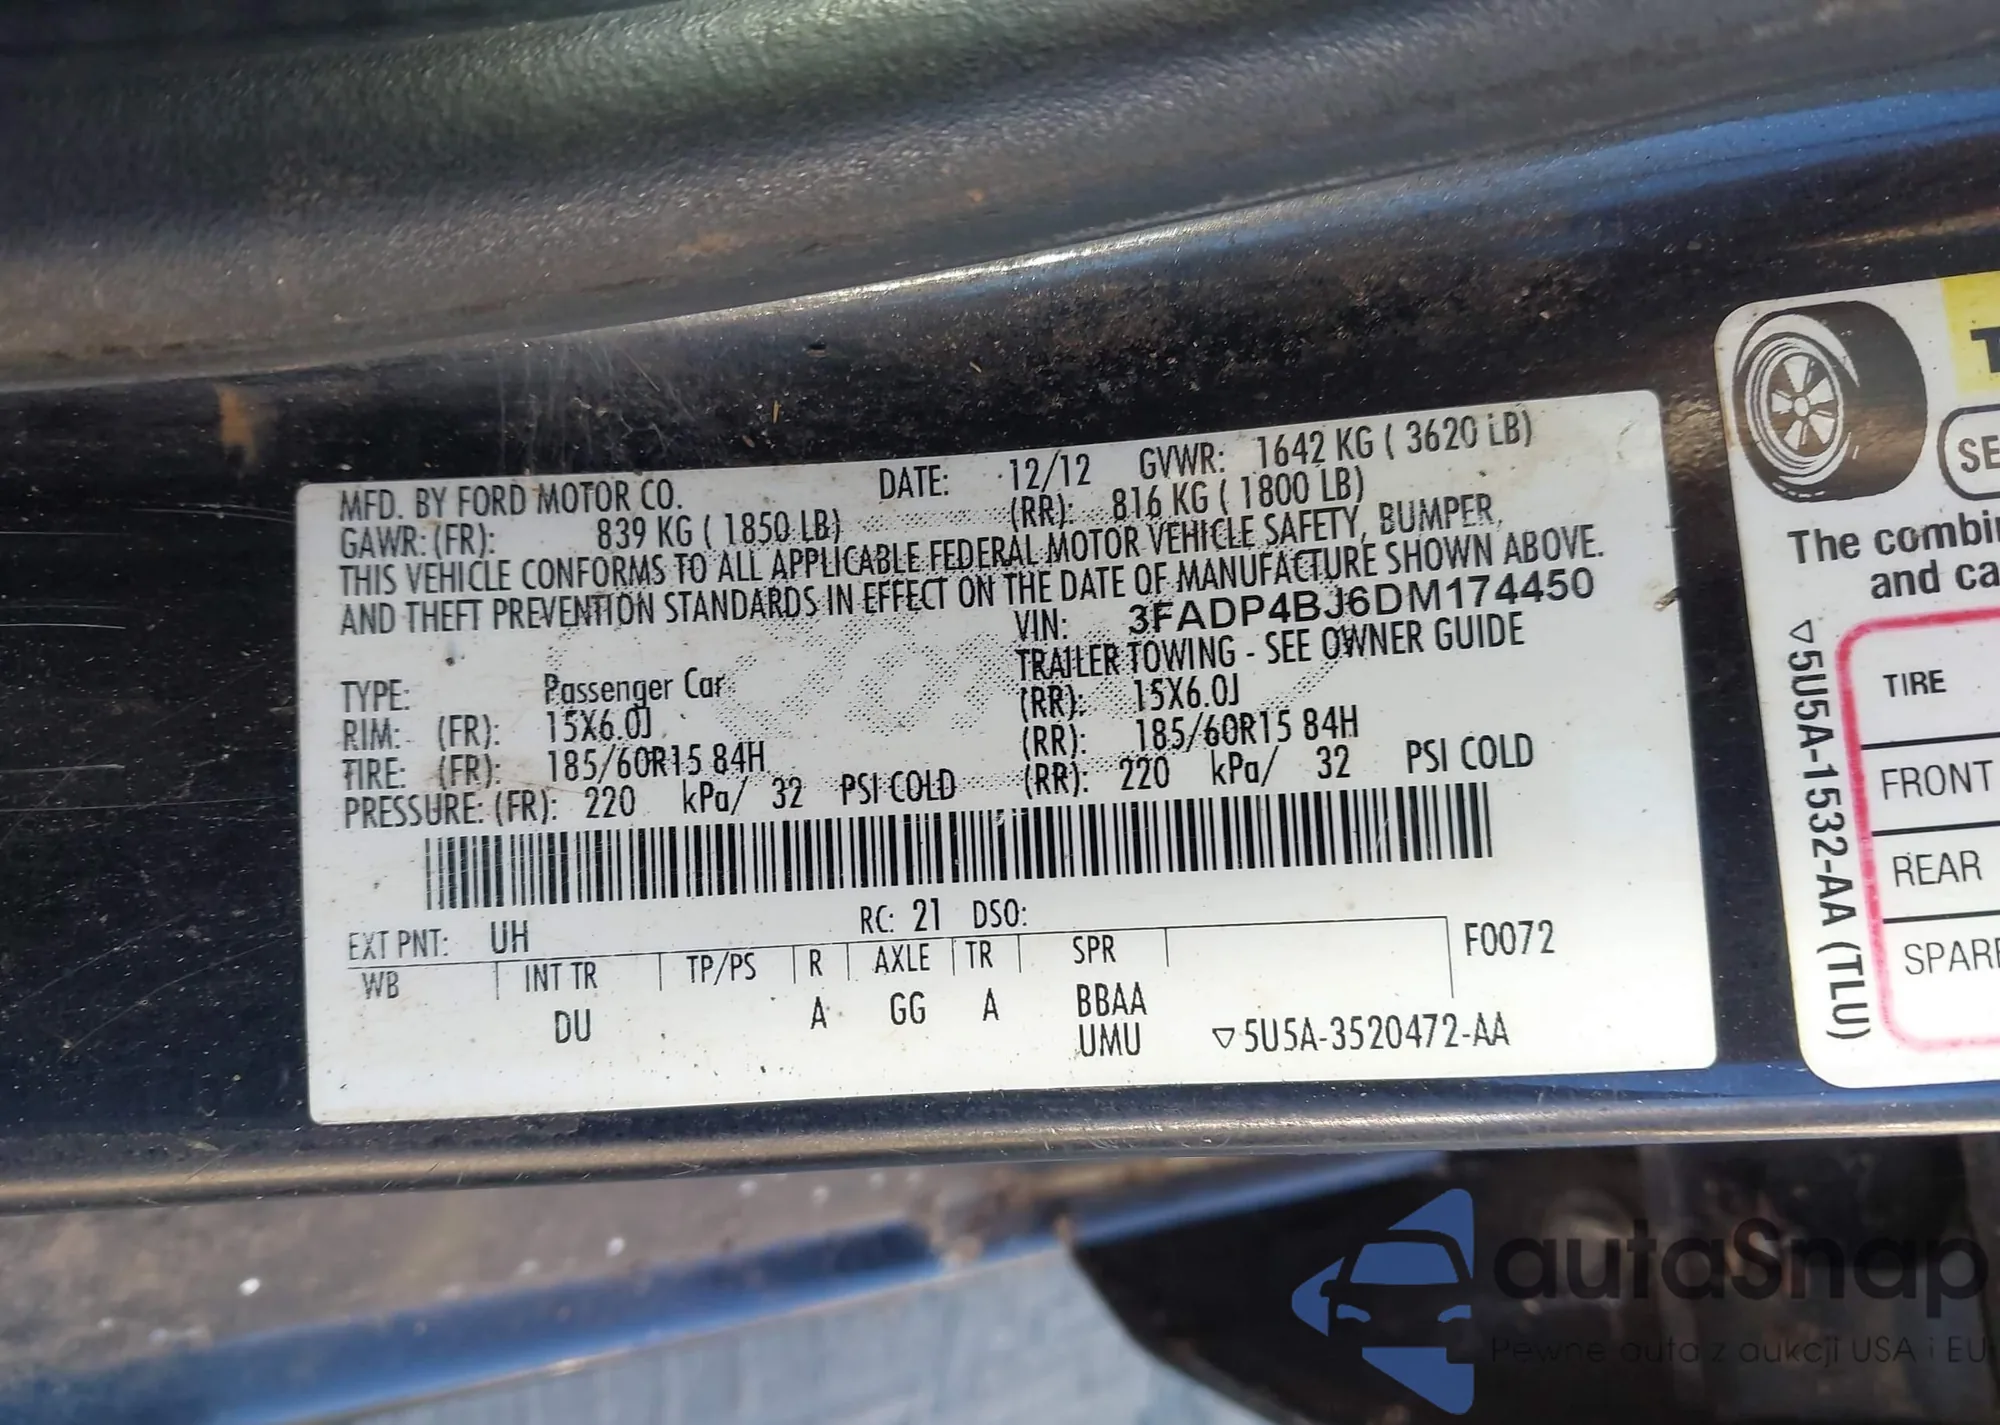 MFD. BY FORD MOTOR CO. DATE: 12/12 GVWR: 1642 KG ( 3620 LB)
GAWR: (FR): 839 KG ( 1850 LB) (RR): 816 KG ( 1800 LB)
THIS VEHICLE CONFORMS TO ALL APPLICABLE FEDERAL MOTOR VEHICLE SAFETY, BUMPER,
AND THEFT PREVENTION STANDARDS IN EFFECT ON THE DATE OF MANUFACTURE SHOWN ABOVE.
VIN: 3FADP4BJ6DM174450
TYPE: Passenger Car TRAILER TOWING - SEE OWNER GUIDE
RIM: (FR): 15X6.0J (RR): 15X6.0J
TIRE: (FR): 185/60R15 84H (RR): 185/60R15 84H
PRESSURE: (FR): 220 kPa/ 32 PSI COLD (RR): 220 kPa/ 32 PSI COLD
EXT PNT: UH RC: 21 DSO:
WB INT TR TP/PS R AXLE TR SPR F0072
DU A GG A BBAA
UMU ▽5U5A-3520472-AA
T
SE
The combi
and ca
▽5U5A-1532-AA (TLU)
TIRE
FRONT
REAR
SPAR
autaSnap
Pewne auta z aukcji USA i EU